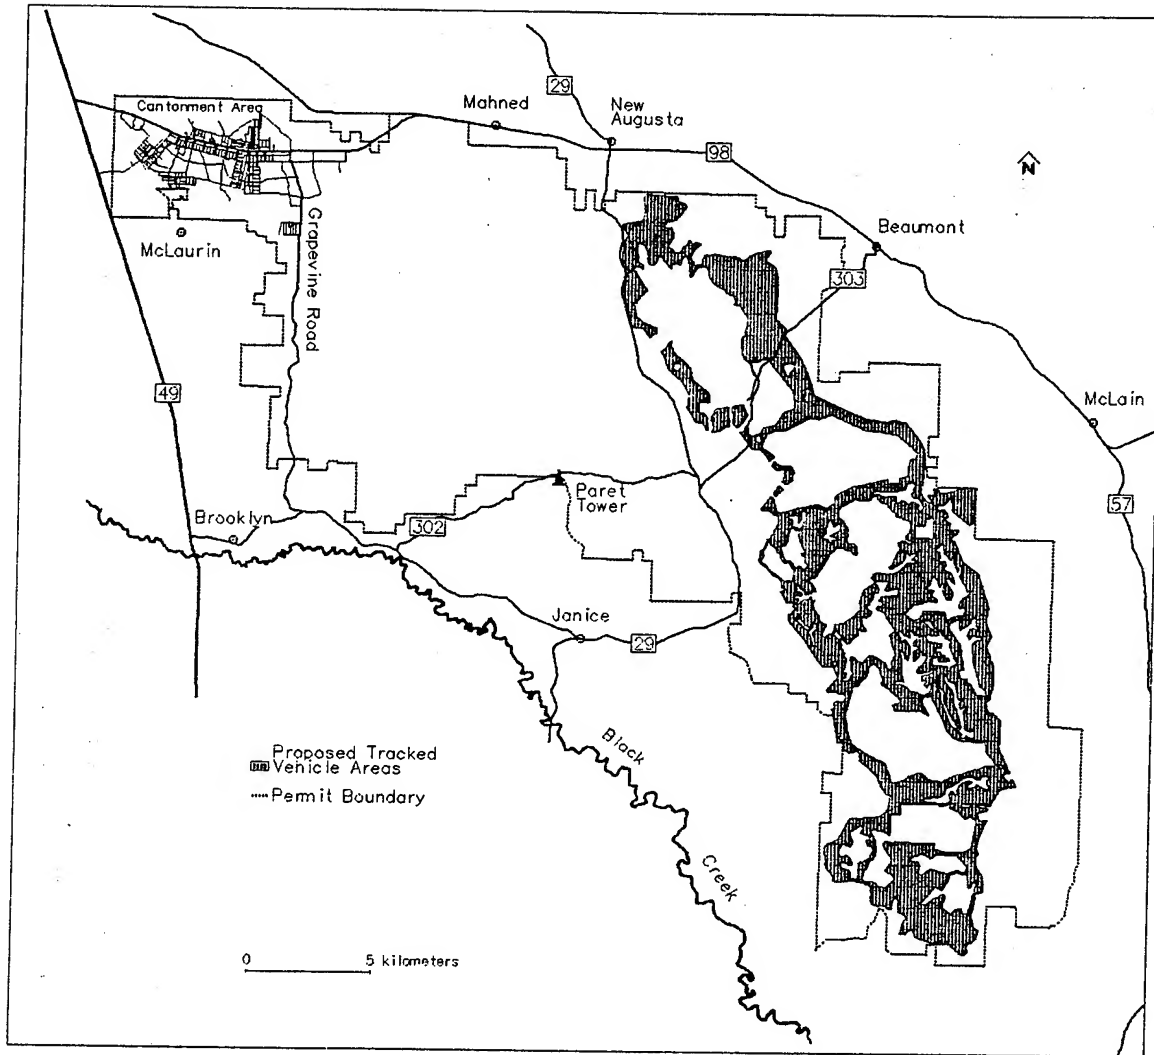 29
Mahned
New
Augusta
Cantonment Area
98
N
McLaurin
Grapevine Road
Beaumont
303
49
McLain
Paret
Tower
57
Brooklyn
302
Janice
29
Black
Creek
Proposed Tracked
Vehicle Areas
Permit Boundary
0 5 kilometers